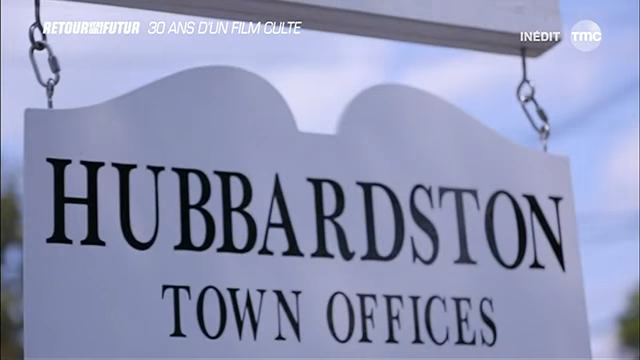 RETOUR VERS LE FUTUR 30 ANS D'UN FILM CULTE
INÉDIT TMC
HUBBARDSTON
TOWN OFFICES